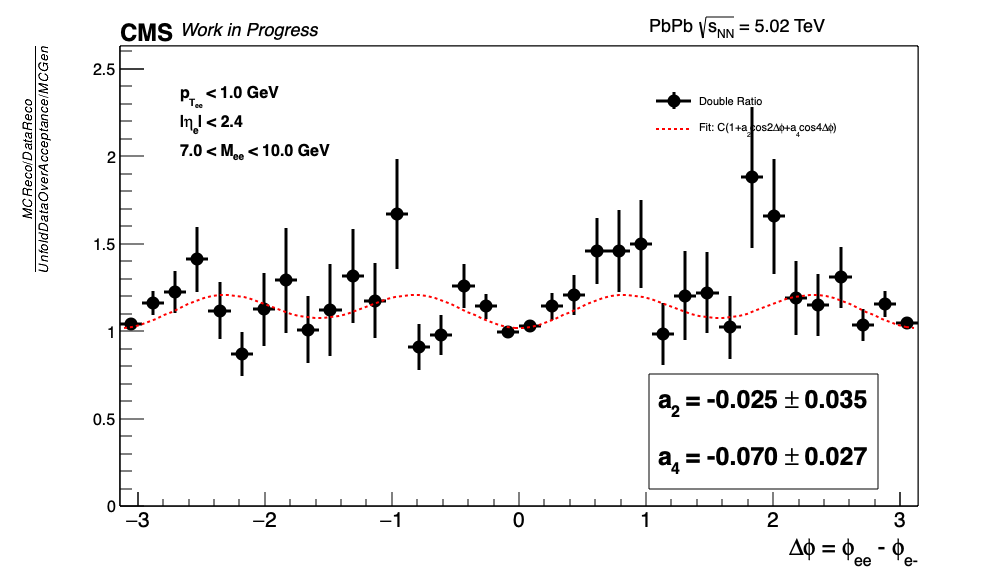 CMS Work in Progress
PbPb √sNN = 5.02 TeV
MCReco/DataReco
UnfoldDataOverAcceptance/MCGen
pTee < 1.0 GeV
|ηe| < 2.4
7.0 < Mee < 10.0 GeV
Double Ratio
Fit: C(1+a2cos2Δϕ+a4cos4Δϕ)
2.5
2
1.5
1
0.5
0
a2 = -0.025 ± 0.035
a4 = -0.070 ± 0.027
−3 −2 −1 0 1 2 3
Δϕ = ϕee - ϕe-